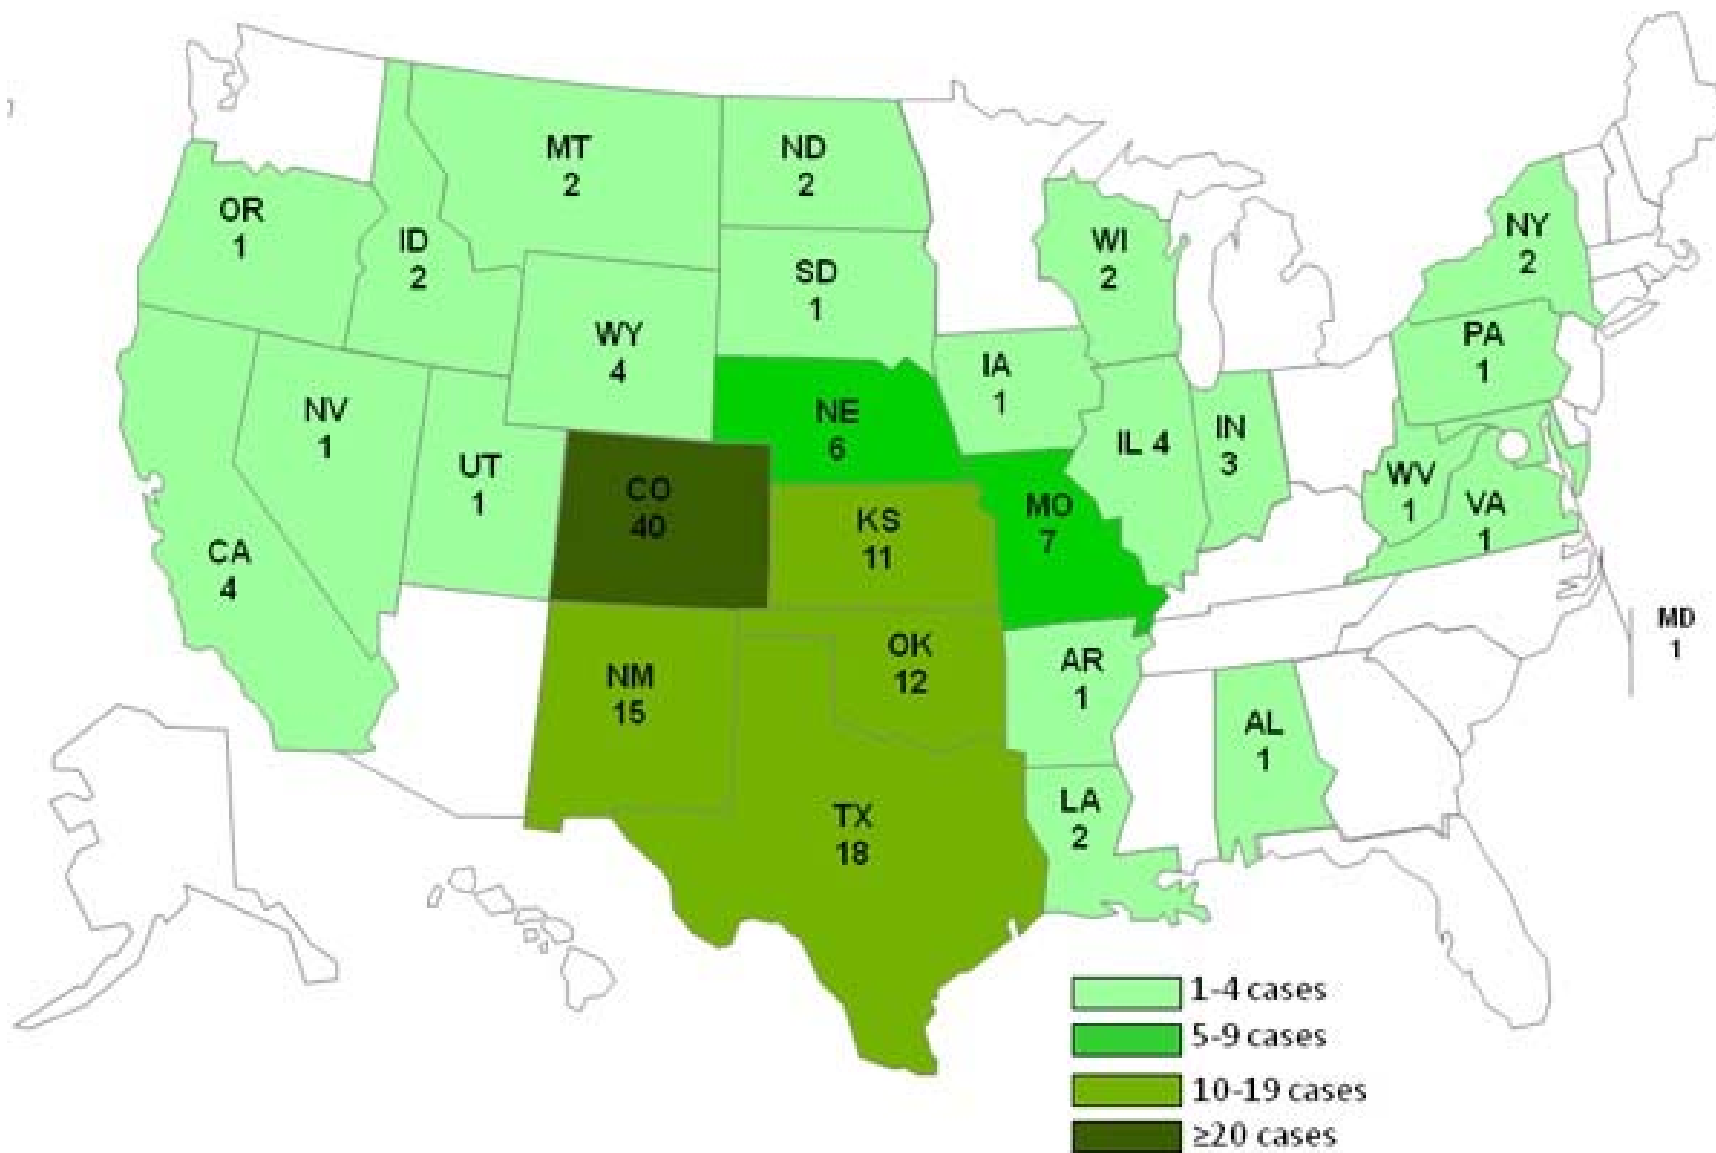 MT
2
ND
2
OR
1
ID
2
WI
2
NY
2
SD
1
WY
4
PA
1
IA
1
NV
1
NE
6
IL 4
IN
3
UT
1
CO
40
WV
1
MO
7
VA
1
KS
11
CA
4
MD
1
OK
12
AR
1
NM
15
AL
1
LA
2
TX
18
1-4 cases
5-9 cases
10-19 cases
≥20 cases